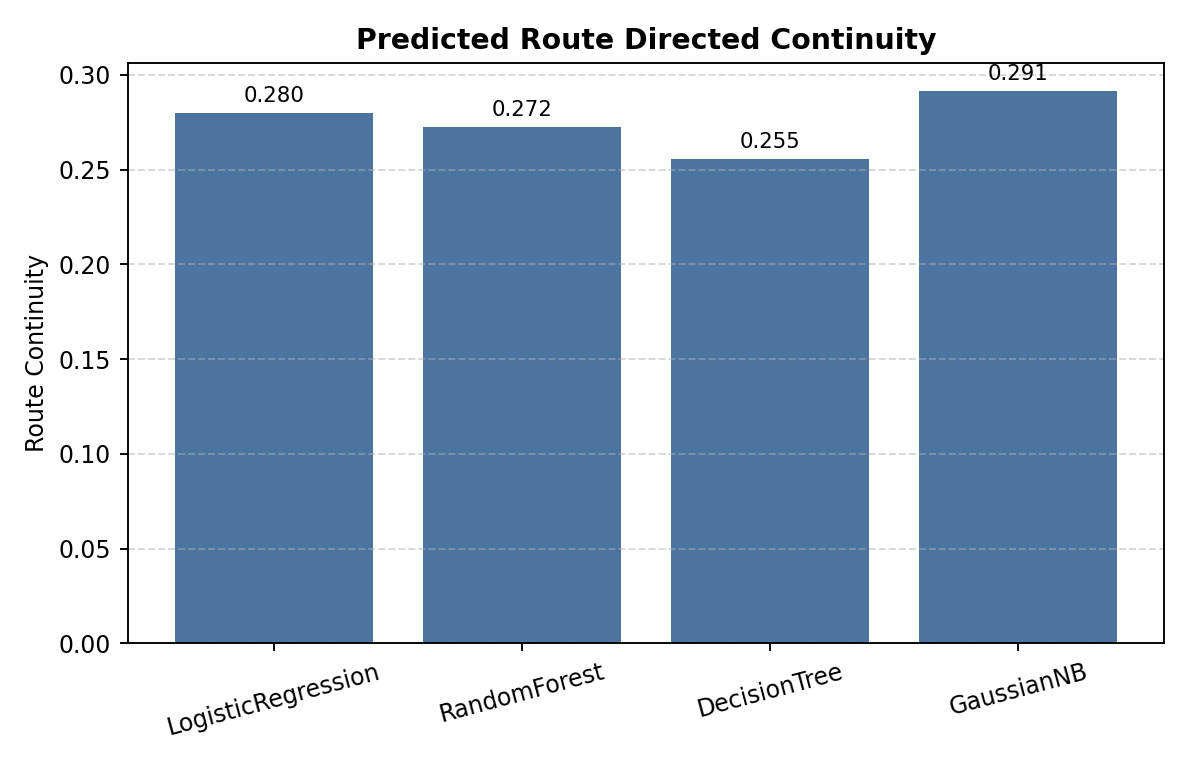 Predicted Route Directed Continuity
Route Continuity
0.30
0.25
0.20
0.15
0.10
0.05
0.00
0.280
0.272
0.255
0.291
LogisticRegression
RandomForest
DecisionTree
GaussianNB